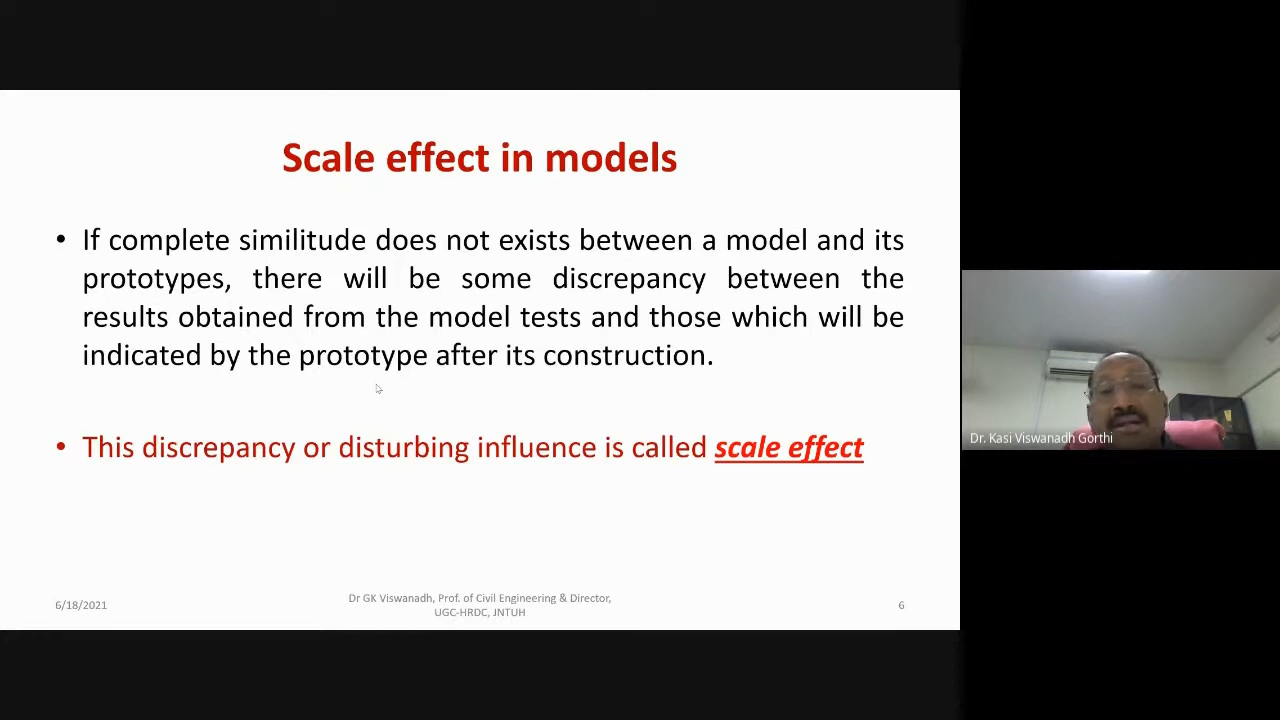 Scale effect in models
• If complete similitude does not exists between a model and its
prototypes, there will be some discrepancy between the
results obtained from the model tests and those which will be
indicated by the prototype after its construction.
• This discrepancy or disturbing influence is called scale effect
6/18/2021
Dr GK Viswanadh, Prof. of Civil Engineering & Director,
UGC-HRDC, JNTUH
6
Dr. Kasi Viswanadh Gorthi